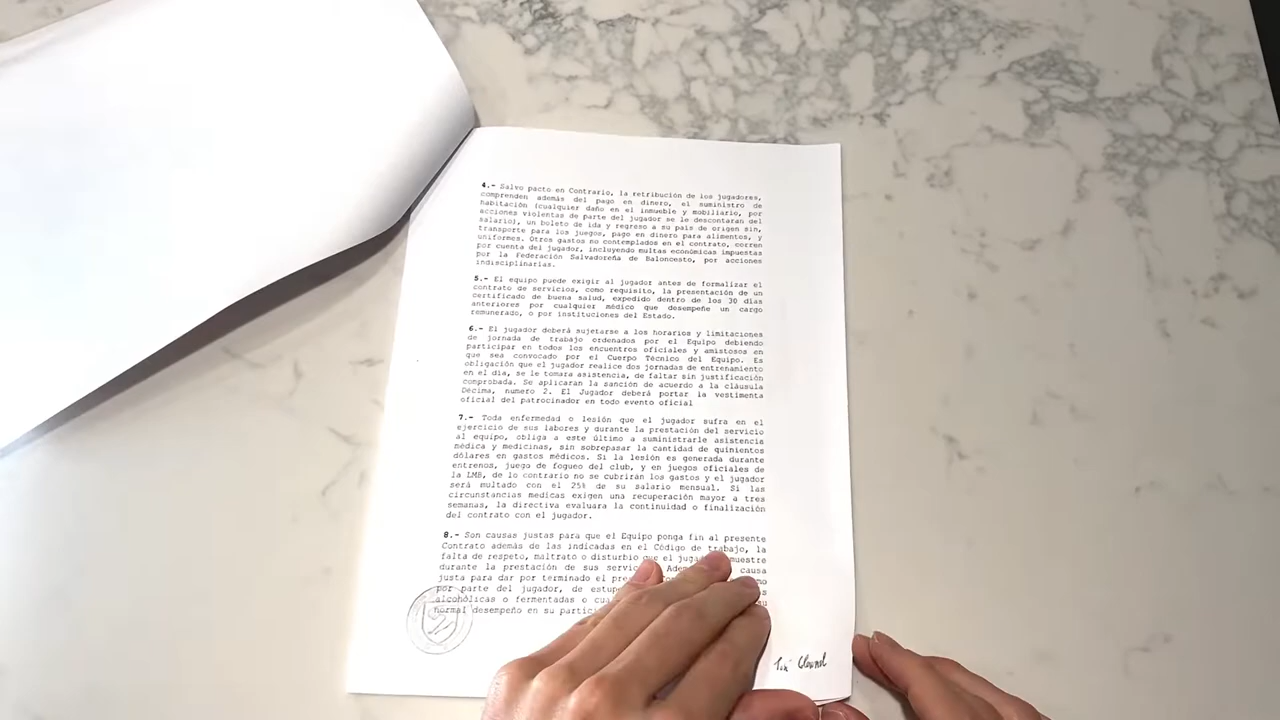 4.- Salvo pacto en Contrario, la retribución de los jugadores,
comprenden además del pago en dinero, el suministro de
habitación (cualquier daño en el inmueble y mobiliario, por
acciones violentas de parte del jugador se le descontaran del
salario), un boleto de ida y regreso a su país de origen sin,
transporte para los juegos, pago en dinero para alimentos, y
uniformes. Otros gastos no contemplados en el contrato, corren
por cuenta del jugador, incluyendo multas económicas impuestas
por la Federación Salvadoreña de Baloncesto, por acciones
indisciplinarias.
5.- El equipo puede exigir al jugador antes de formalizar el
contrato de servicios, como requisito, la presentación de un
certificado de buena salud, expedido dentro de los 30 días
anteriores por cualquier médico que desempeñe un cargo
remunerado, o por instituciones del Estado.
6.- El jugador deberá sujetarse a los horarios y limitaciones
de jornada de trabajo ordenados por el Equipo debiendo
participar en todos los encuentros oficiales y amistosos en
que sea convocado por el Cuerpo Técnico del Equipo. Es
obligación que el jugador realice dos jornadas de entrenamiento
en el día, se le tomara asistencia, de faltar sin justificación
comprobada. Se aplicaran la sanción de acuerdo a la cláusula
Décima, numero 2. El Jugador deberá portar la vestimenta
oficial del patrocinador en todo evento oficial
7.- Toda enfermedad o lesión que el jugador sufra en el
ejercicio de sus labores y durante la prestación del servicio
al equipo, obliga a este último a suministrarle asistencia
médica y medicinas, sin sobrepasar la cantidad de quinientos
dólares en gastos médicos. Si la lesión es generada durante
entrenos, juego de fogueo del club, y en juegos oficiales de
la LMB, de lo contrario no se cubrirán los gastos y el jugador
será multado con el 25% de su salario mensual. Si las
circunstancias medicas exigen una recuperación mayor a tres
semanas, la directiva evaluara la continuidad o finalización
del contrato con el jugador.
8.- Son causas justas para que el Equipo ponga fin al presente
Contrato además de las indicadas en el Código de trabajo, la
falta de respeto, maltrato o disturbio que el muestre
durante la prestación de sus causa
justa para dar por terminado el
por parte del jugador, de
alcohólicas o fermentadas o su
normal desempeño en su